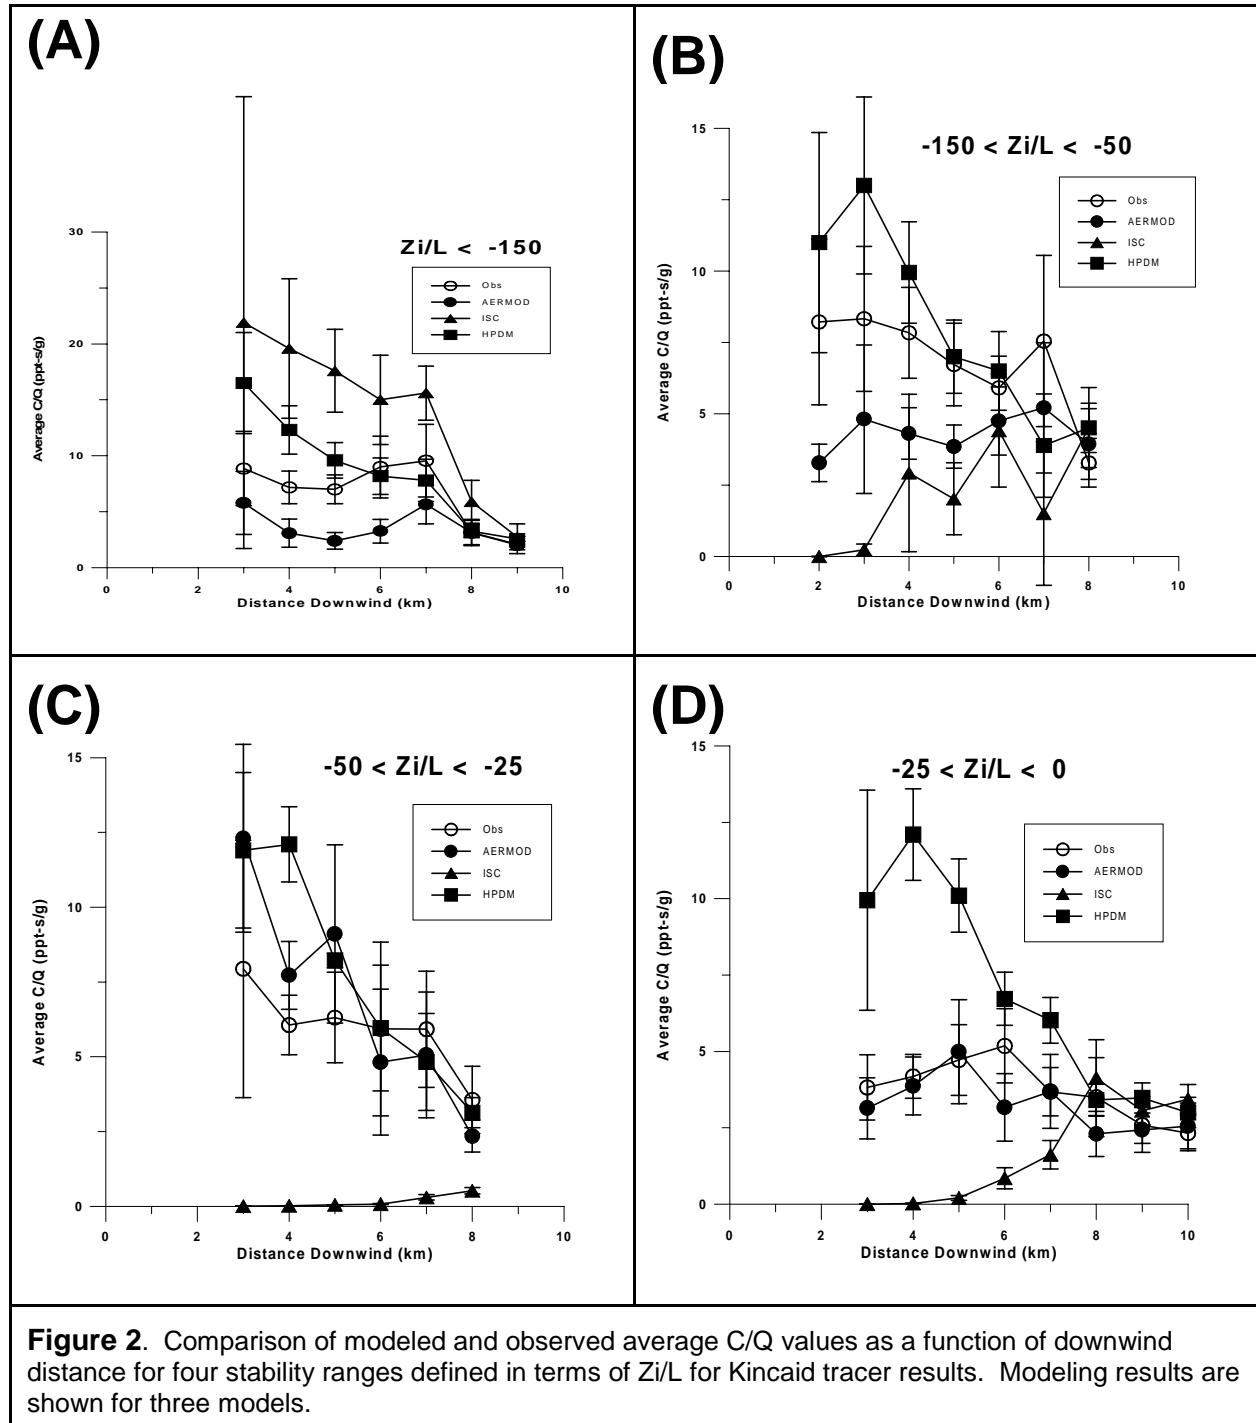 (A)
30
20
10
0
Average C/Q (ppt-s/g)
Zi/L < -150
Obs
AERMOD
ISC
HPDM
0 2 4 6 8 10
Distance Downwind (km)
(B)
15
10
5
0
Average C/Q (ppt-s/g)
-150 < Zi/L < -50
Obs
AERMOD
ISC
HPDM
0 2 4 6 8 10
Distance Downwind (km)
(C)
15
10
5
0
Average C/Q (ppt-s/g)
-50 < Zi/L < -25
Obs
AERMOD
ISC
HPDM
0 2 4 6 8 10
Distance Downwind (km)
(D)
15
10
5
0
Average C/Q (ppt-s/g)
-25 < Zi/L < 0
Obs
AERMOD
ISC
HPDM
0 2 4 6 8 10
Distance Downwind (km)
Figure 2. Comparison of modeled and observed average C/Q values as a function of downwind
distance for four stability ranges defined in terms of Zi/L for Kincaid tracer results. Modeling results are
shown for three models.